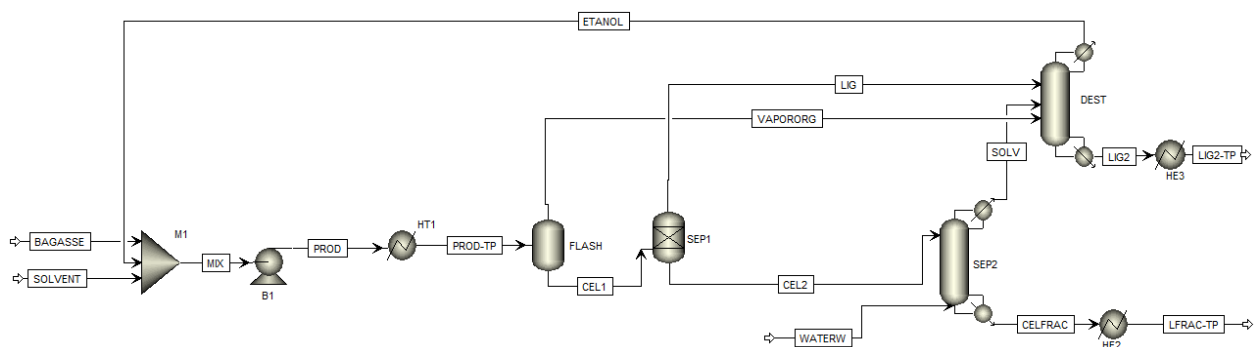 ETANOL
LIG
DEST
VAPORORG
SOLV
LIG2
LIG2-TP
HE3
M1
HT1
BAGASSE
PROD
PROD-TP
FLASH
SEP1
MIX
SOLVENT
B1
CEL1
CEL2
SEP2
WATERW
CELFRAC
LFRAC-TP
HE2